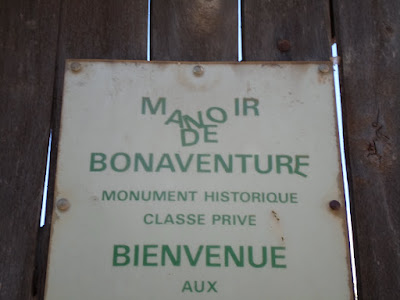 MANOIR
DE
BONAVENTURE
MONUMENT HISTORIQUE
CLASSE PRIVE
BIENVENUE
AUX